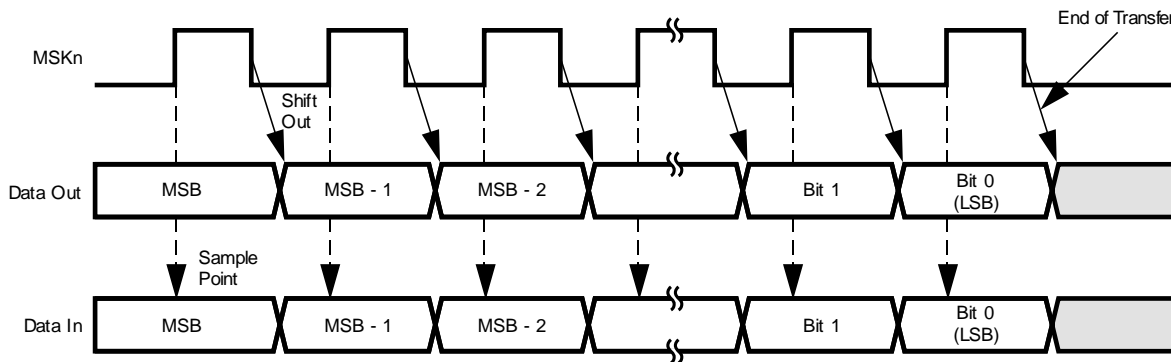 End of Transfer
MSKn
Shift
Out
Data Out
MSB
MSB - 1
MSB - 2
Bit 1
Bit 0
(LSB)
Sample
Point
Data In
MSB
MSB - 1
MSB - 2
Bit 1
Bit 0
(LSB)